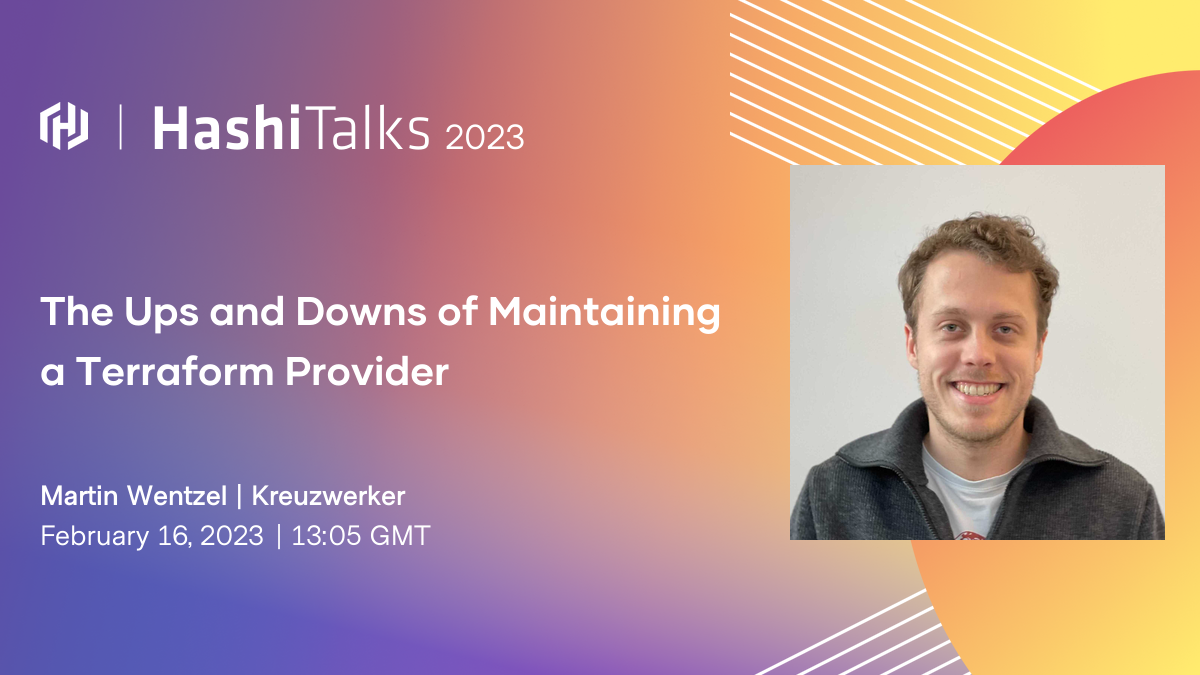 HashiTalks 2023
The Ups and Downs of Maintaining
a Terraform Provider
Martin Wentzel | Kreuzwerker
February 16, 2023 | 13:05 GMT